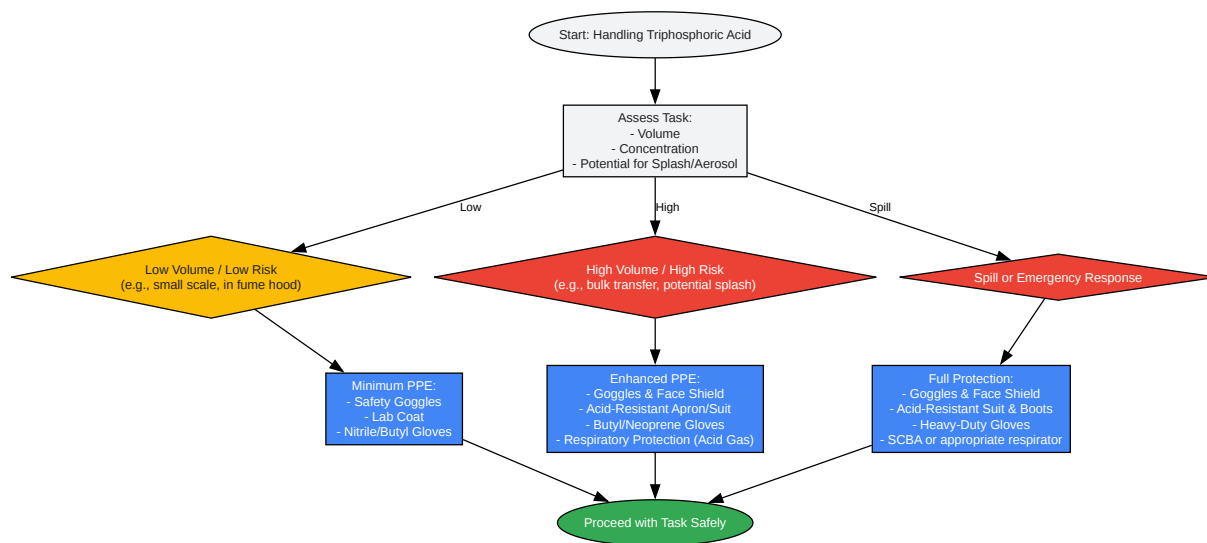 Start: Handling Triphosphoric Acid
Assess Task:
- Volume
- Concentration
- Potential for Splash/Aerosol
Low
High
Spill
Low Volume / Low Risk
(e.g., small scale, in fume hood)
High Volume / High Risk
(e.g., bulk transfer, potential splash)
Spill or Emergency Response
Minimum PPE:
- Safety Goggles
- Lab Coat
- Nitrile/Butyl Gloves
Enhanced PPE:
- Goggles & Face Shield
- Acid-Resistant Apron/Suit
- Butyl/Neoprene Gloves
- Respiratory Protection (Acid Gas)
Full Protection:
- Goggles & Face Shield
- Acid-Resistant Suit & Boots
- Heavy-Duty Gloves
- SCBA or appropriate respirator
Proceed with Task Safely